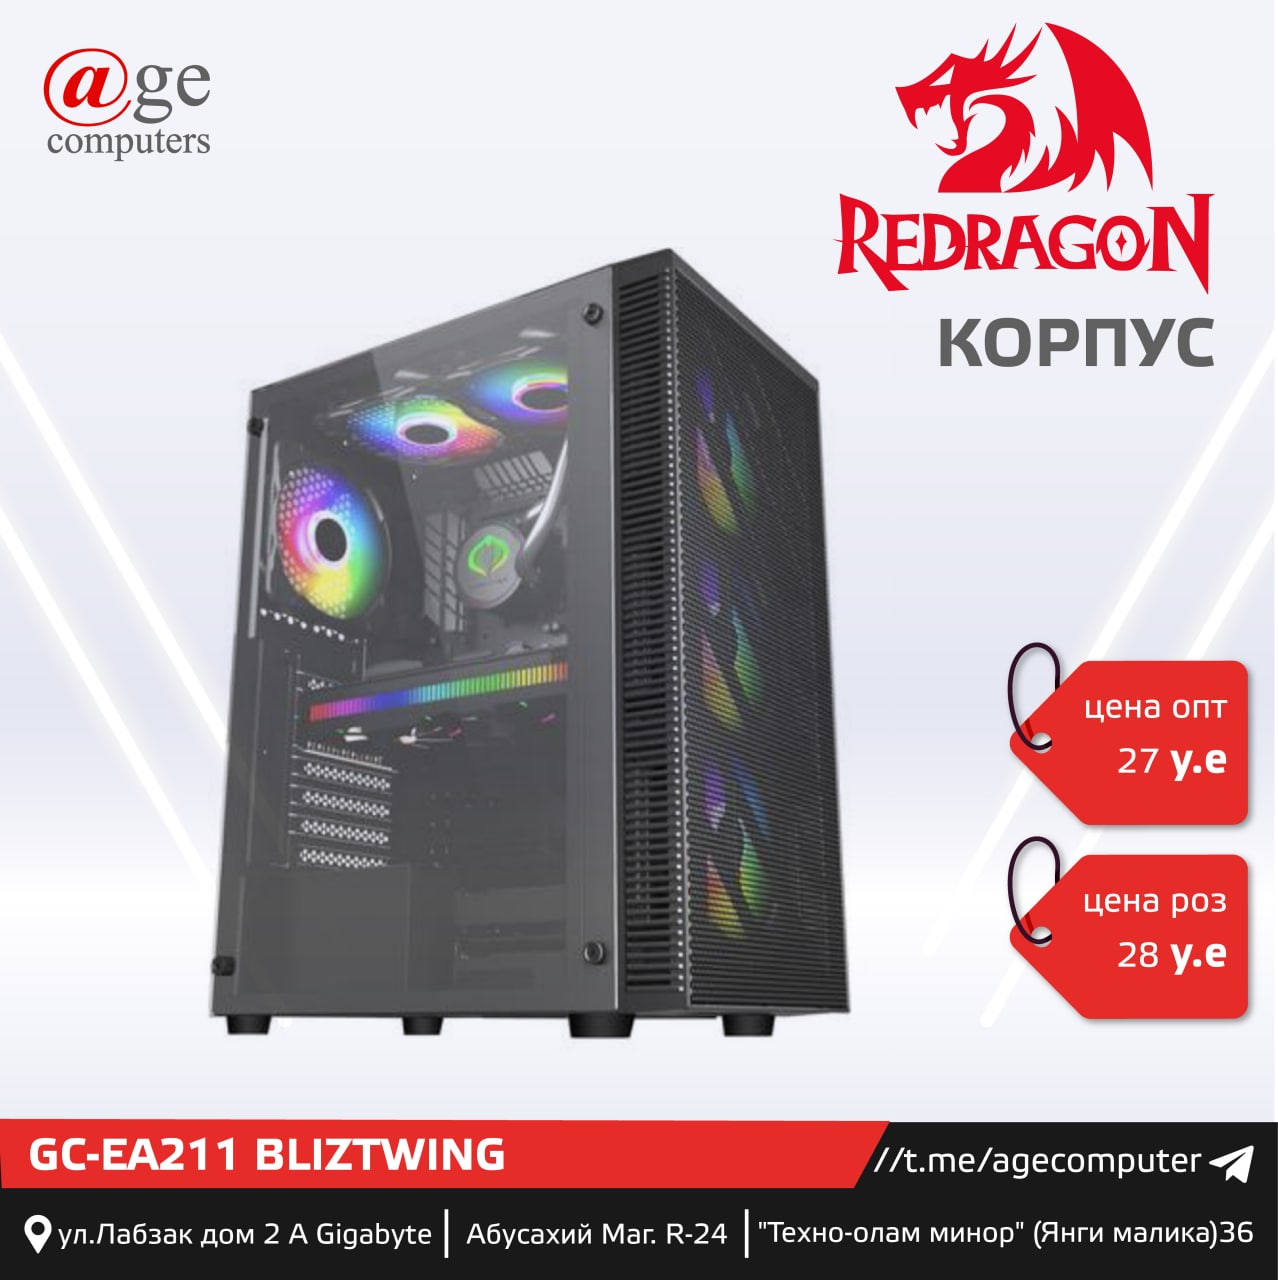 @ge
computers
REDRAGON
КОРПУС
цена опт
27 у.е
цена роз
28 у.е
GC-EA211 BLIZTWING
//t.me/agecomputer
ул.Лабзак дом 2 А Gigabyte | Абусахий Маг. R-24 | "Техно-олам минор" (Янги малика)36